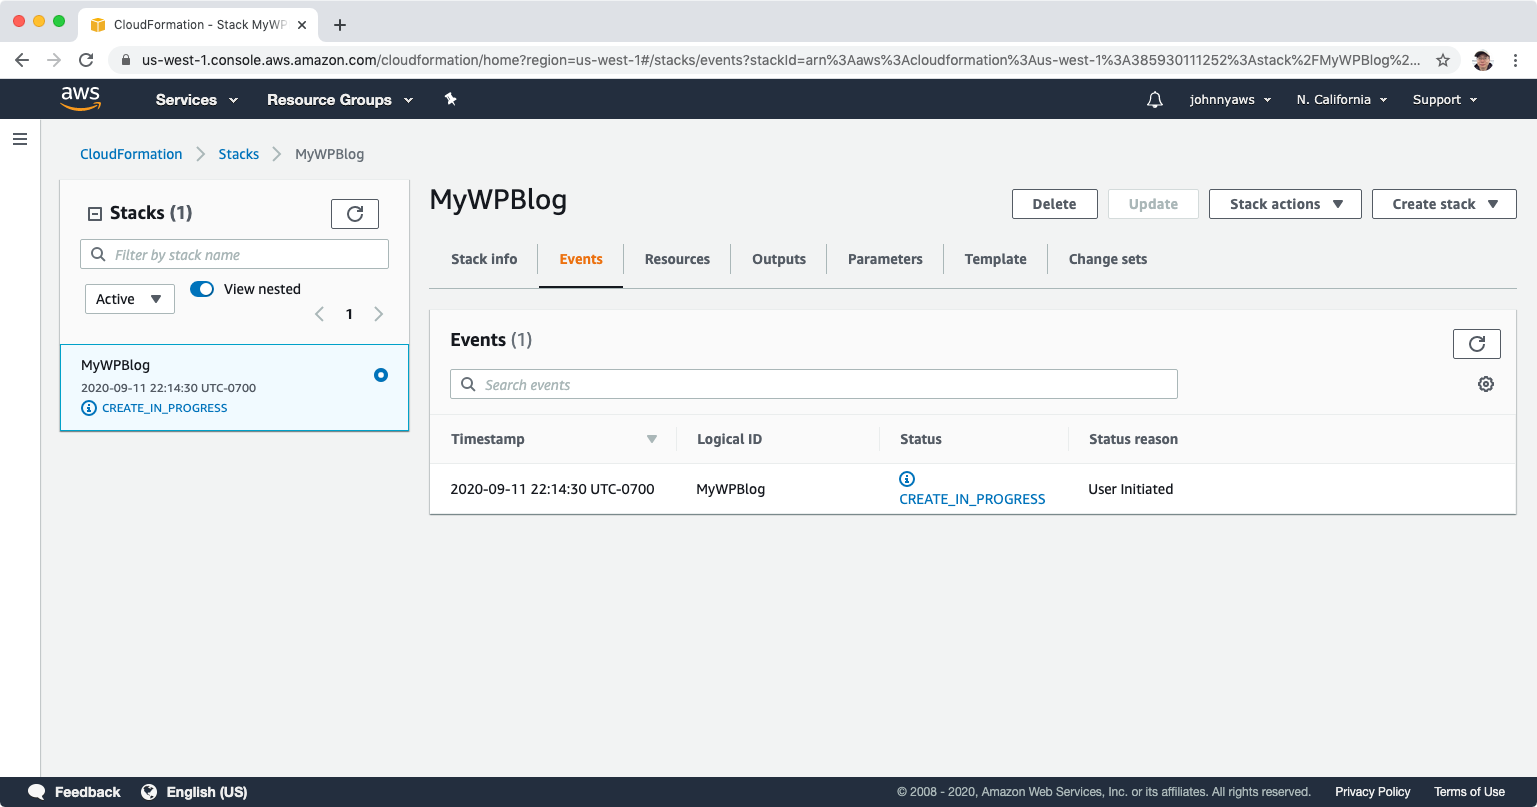 CloudFormation - Stack MyWP
us-west-1.console.aws.amazon.com/cloudformation/home?region=us-west-1#/stacks/events?stackId=arn%3Aaws%3Acloudformation%3Aus-west-1%3A385930111252%3Astack%2FMyWPBlog%2...
aws Services Resource Groups johnnyaws N. California Support
CloudFormation Stacks MyWPBlog
Stacks (1)
Filter by stack name
Active View nested
1
MyWPBlog
2020-09-11 22:14:30 UTC-0700
CREATE_IN_PROGRESS
MyWPBlog
Delete Update Stack actions Create stack
Stack info Events Resources Outputs Parameters Template Change sets
Events (1)
Search events
Timestamp Logical ID Status Status reason
2020-09-11 22:14:30 UTC-0700 MyWPBlog CREATE_IN_PROGRESS User Initiated
Feedback English (US) © 2008 - 2020, Amazon Web Services, Inc. or its affiliates. All rights reserved. Privacy Policy Terms of Use